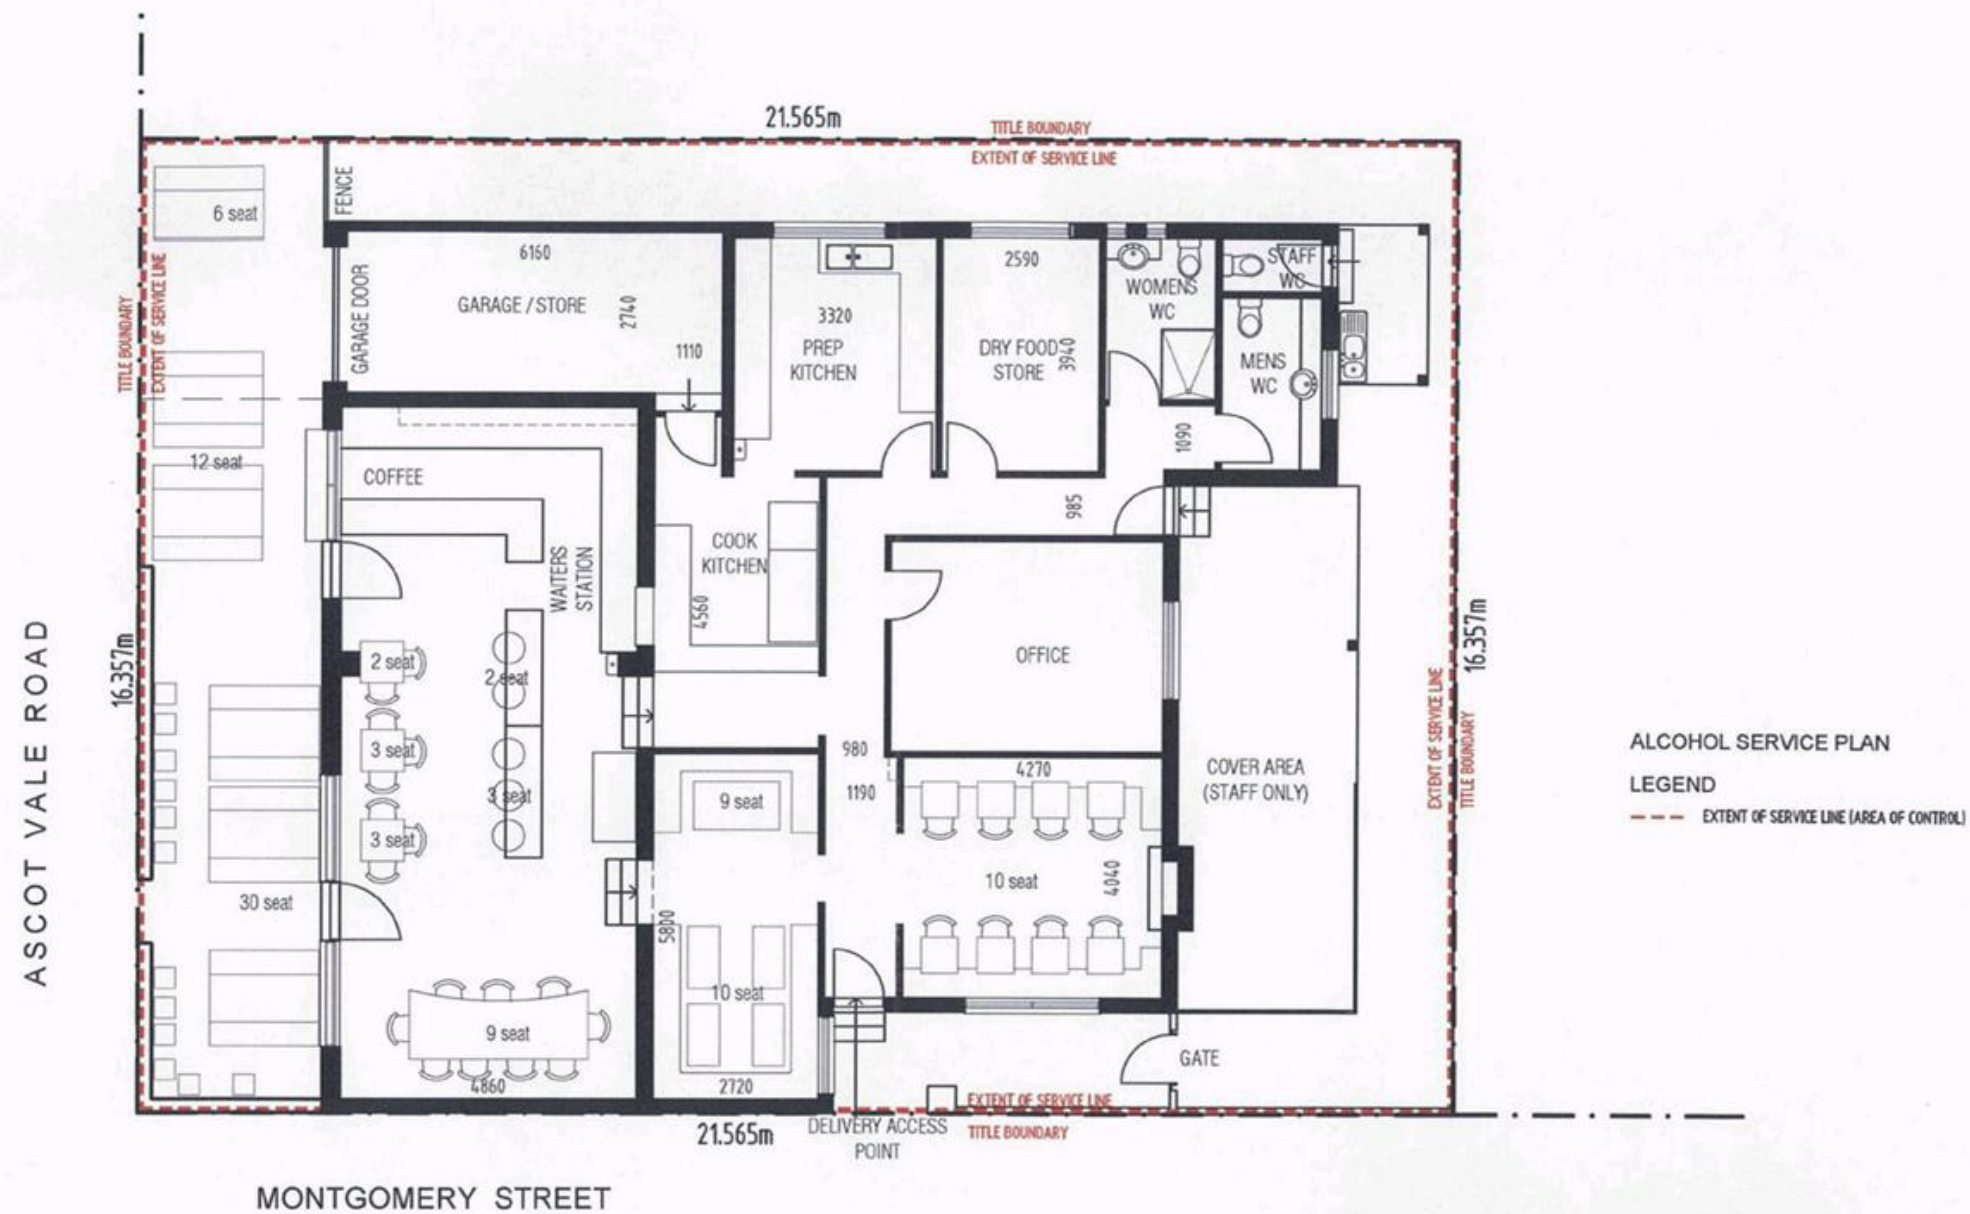 21.565m
TITLE BOUNDARY
EXTENT OF SERVICE LINE
FENCE
6 seat
TITLE BOUNDARY
EXTENT OF SERVICE LINE
GARAGE DOOR
6160
GARAGE / STORE
2740
1110
3320
PREP
KITCHEN
2590
DRY FOOD
STORE
3940
WOMENS
WC
STAFF
WC
MENS
WC
1090
12 seat
COFFEE
WAITERS
STATION
COOK
KITCHEN
4560
985
OFFICE
ASCOT VALE ROAD
16.357m
2 seat
2 seat
3 seat
3 seat
3 seat
30 seat
9 seat
4860
9 seat
5800
10 seat
2720
980
1190
4270
10 seat
4040
COVER AREA
(STAFF ONLY)
EXTENT OF SERVICE LINE
TITLE BOUNDARY
16.357m
GATE
EXTENT OF SERVICE LINE
TITLE BOUNDARY
21.565m
DELIVERY ACCESS
POINT
MONTGOMERY STREET
ALCOHOL SERVICE PLAN
LEGEND
EXTENT OF SERVICE LINE (AREA OF CONTROL)